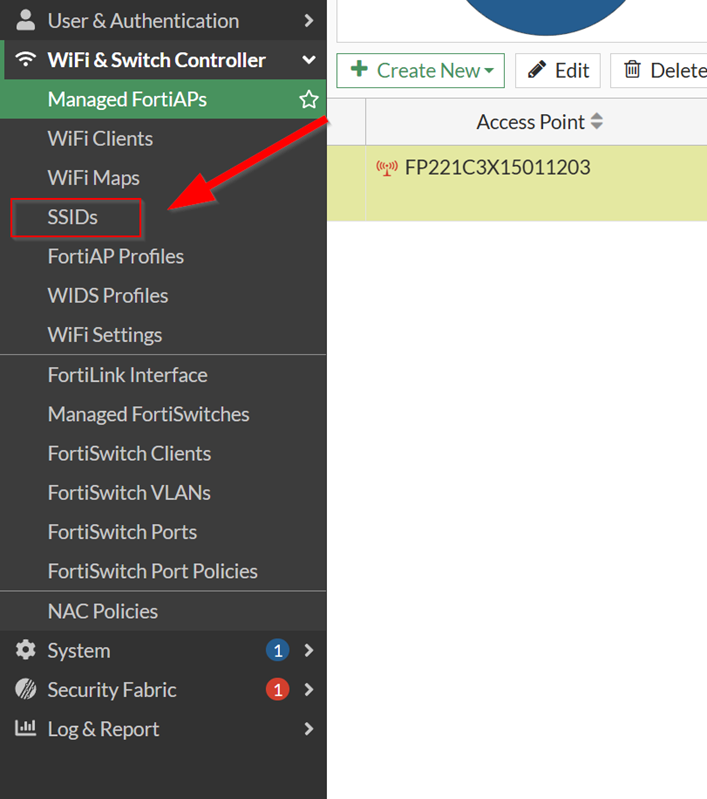 User & Authentication
WiFi & Switch Controller
Managed FortiAPs
WiFi Clients
WiFi Maps
SSIDs
FortiAP Profiles
WIDS Profiles
WiFi Settings
FortiLink Interface
Managed FortiSwitches
FortiSwitch Clients
FortiSwitch VLANs
FortiSwitch Ports
FortiSwitch Port Policies
NAC Policies
System 1
Security Fabric 1
Log & Report
Create New Edit Delete
Access Point
FP221C3X15011203